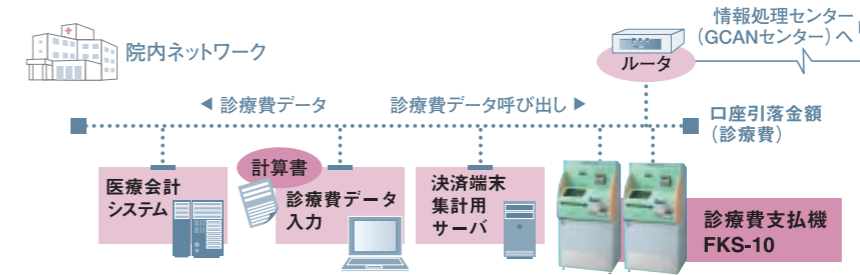 院内ネットワーク
情報処理センター
（GCANセンター）へ
ルータ
◀ 診療費データ
診療費データ呼び出し ▶
口座引落金額
（診療費）
医療会計
システム
計算書
診療費データ
入力
決済端末
集計用
サーバ
診療費支払機
FKS-10